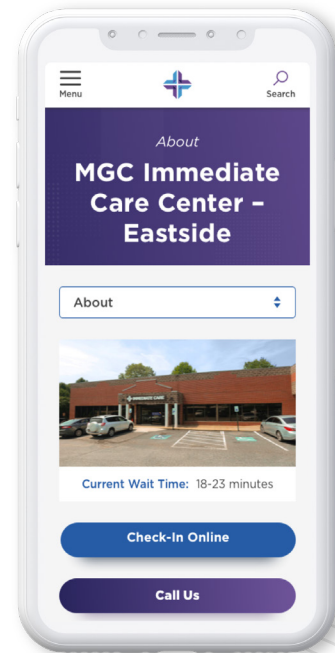 Menu
Search
About
MGC Immediate
Care Center –
Eastside
About
IMMEDIATE CARE
Current Wait Time: 18-23 minutes
Check-In Online
Call Us